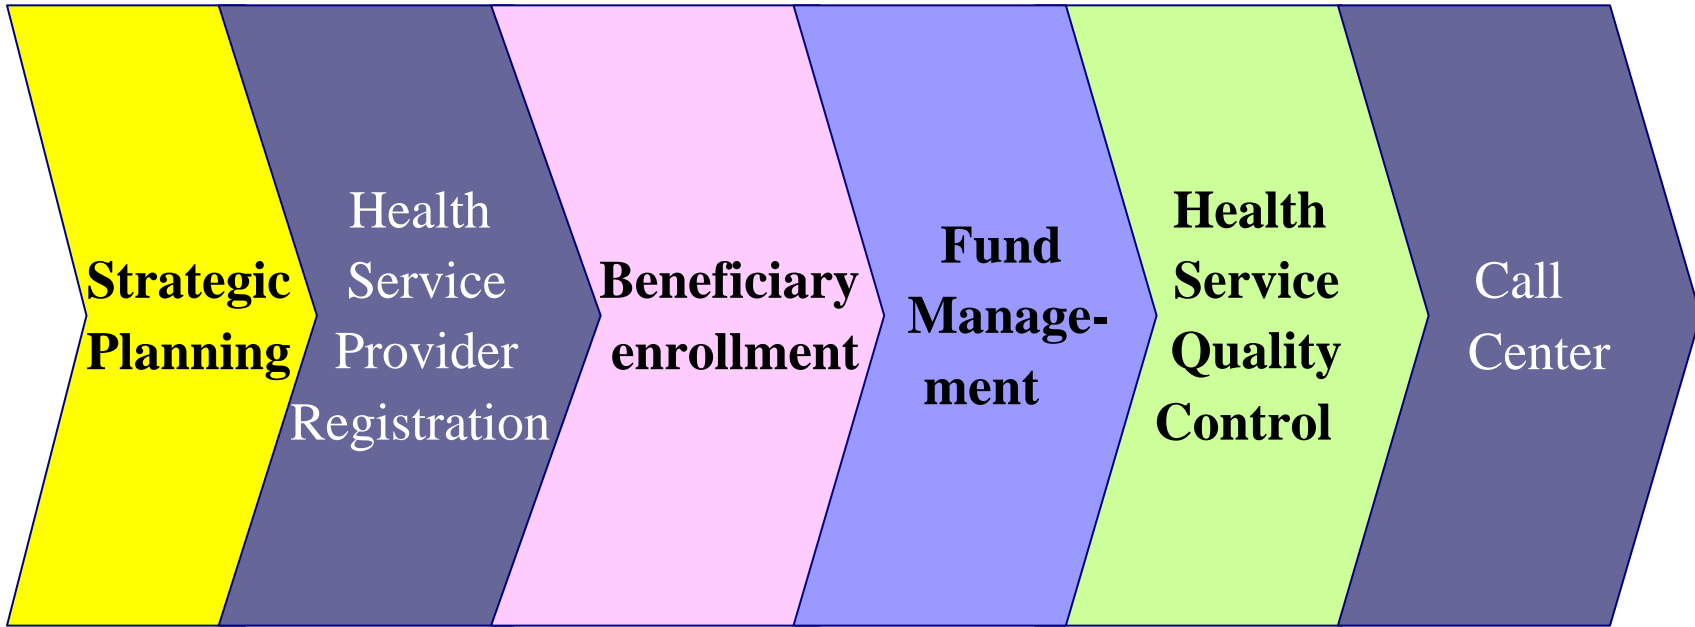 Strategic
Planning
Health
Service
Provider
Registration
Beneficiary
enrollment
Fund
Manage-
ment
Health
Service
Quality
Control
Call
Center